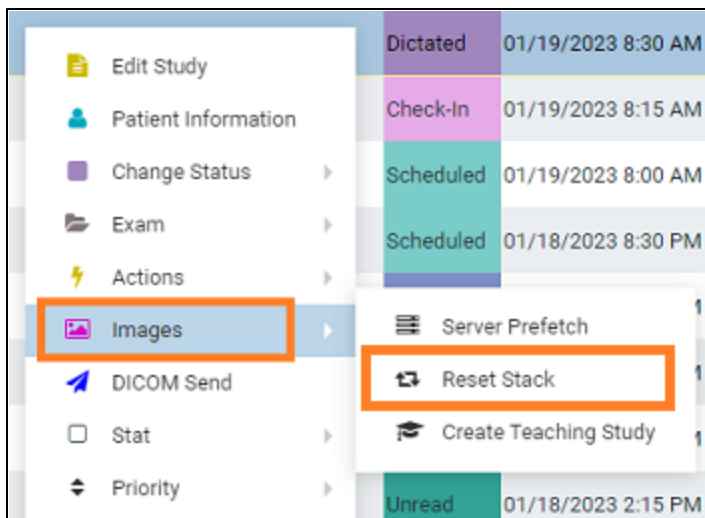 Edit Study
Patient Information
Change Status
Exam
Actions
Images
DICOM Send
Stat
Priority
Server Prefetch
Reset Stack
Create Teaching Study
Dictated 01/19/2023 8:30 AM
Check-In 01/19/2023 8:15 AM
Scheduled 01/19/2023 8:00 AM
Scheduled 01/18/2023 8:30 PM
Unread 01/18/2023 2:15 PM